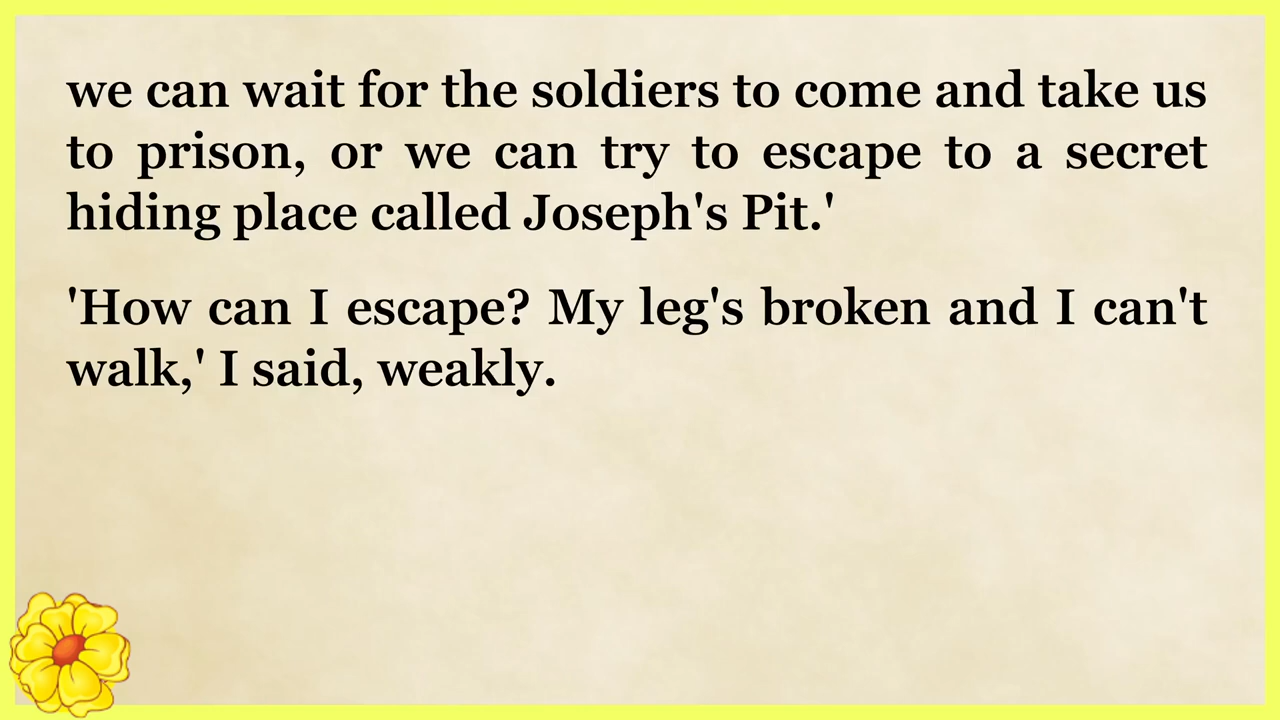 we can wait for the soldiers to come and take us
to prison, or we can try to escape to a secret
hiding place called Joseph's Pit.'
'How can I escape? My leg's broken and I can't
walk,' I said, weakly.